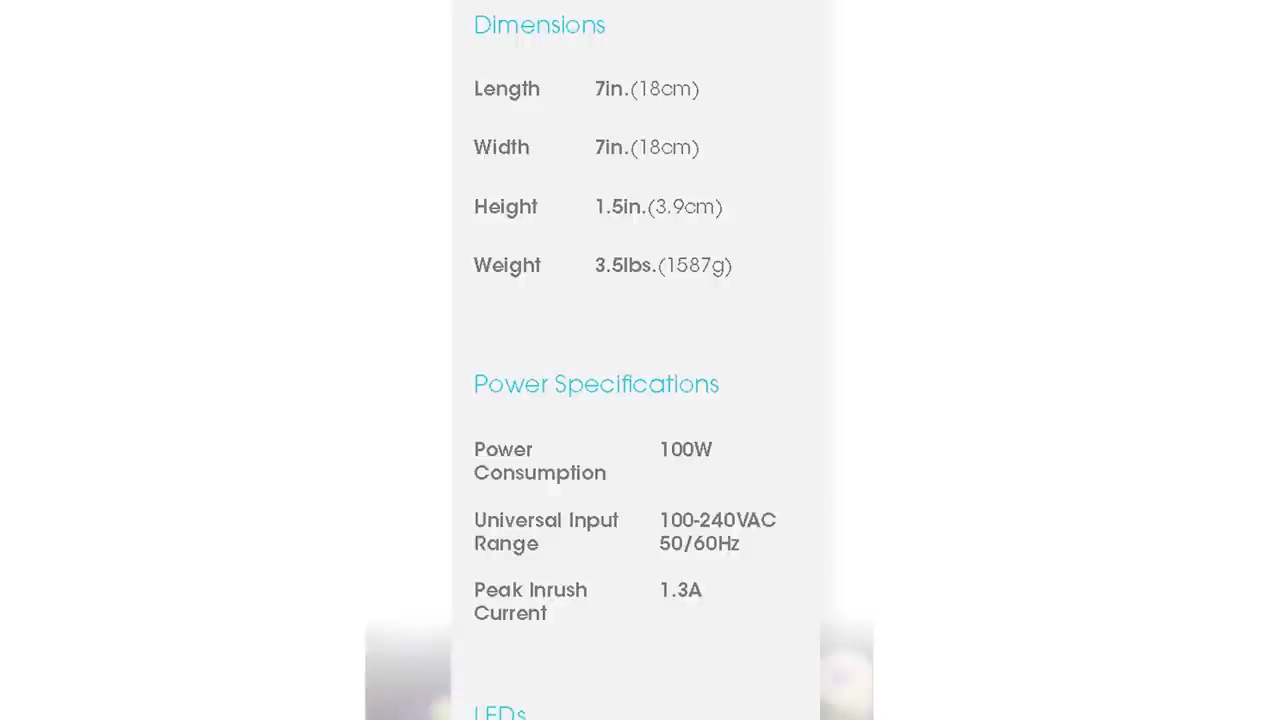 Dimensions
Length 7in.(18cm)
Width 7in.(18cm)
Height 1.5in.(3.9cm)
Weight 3.5lbs.(1587g)
Power Specifications
Power 100W
Consumption
Universal Input 100-240VAC
Range 50/60Hz
Peak Inrush 1.3A
Current
LEDs